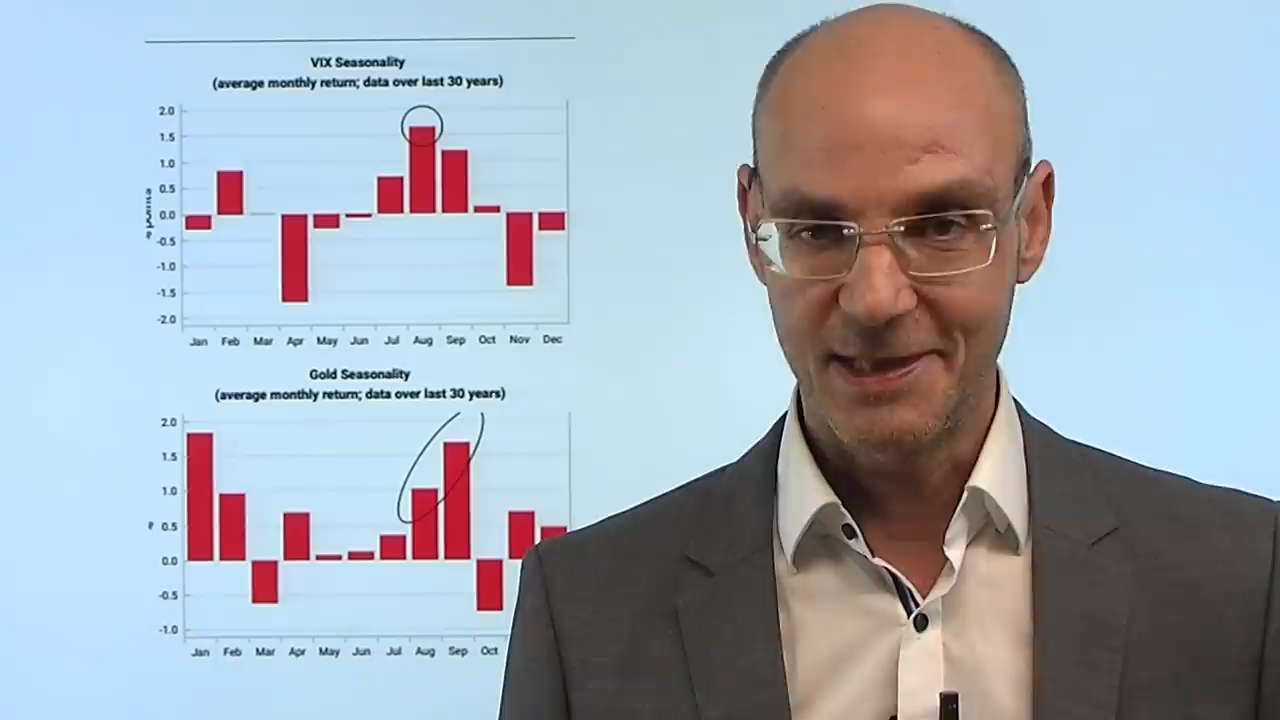 VIX Seasonality
(average monthly return; data over last 30 years)
2.0
1.5
1.0
0.5
0.0
-0.5
-1.0
-1.5
-2.0
Jan Feb Mar Apr May Jun Jul Aug Sep Oct Nov Dec
Gold Seasonality
(average monthly return; data over last 30 years)
2.0
1.5
1.0
0.5
0.0
-0.5
-1.0
Jan Feb Mar Apr May Jun Jul Aug Sep Oct